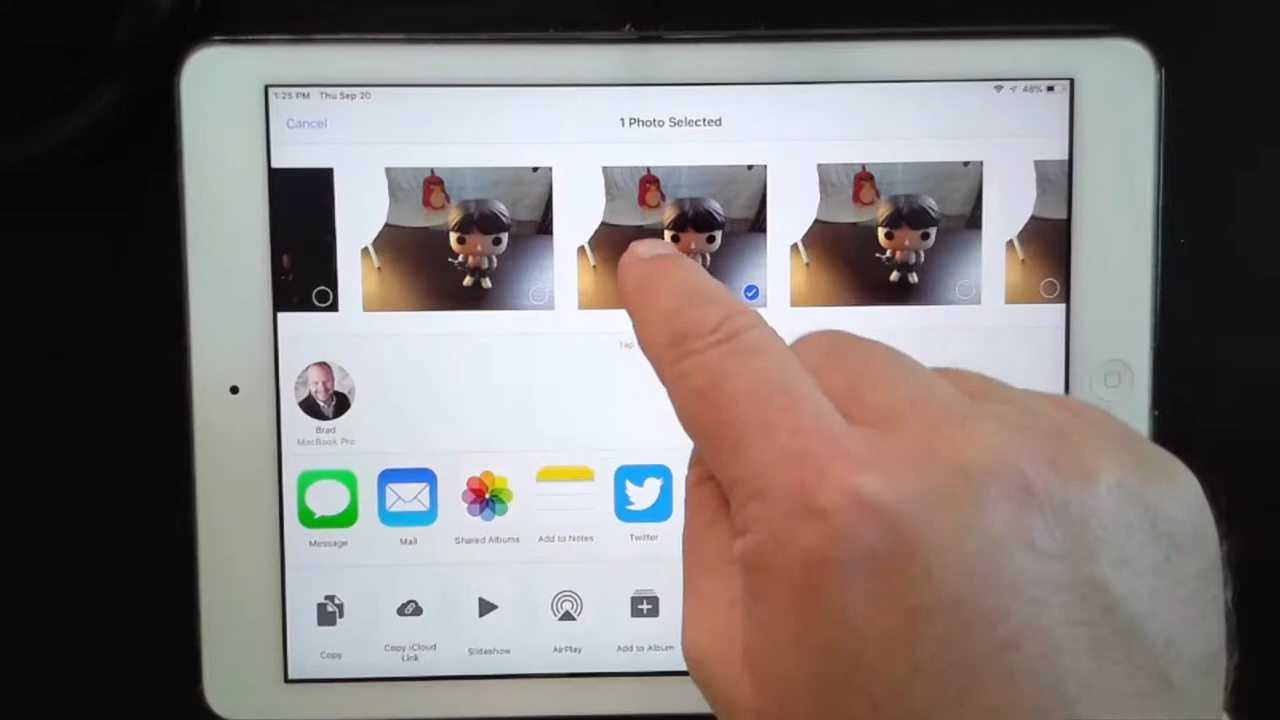 1:25 PM Thu Sep 20
48%
Cancel
1 Photo Selected
Tap
Brad
MacBook Pro
Message
Mail
Shared Albums
Add to Notes
Twitter
Copy
Copy iCloud
Link
Slideshow
AirPlay
Add to Album